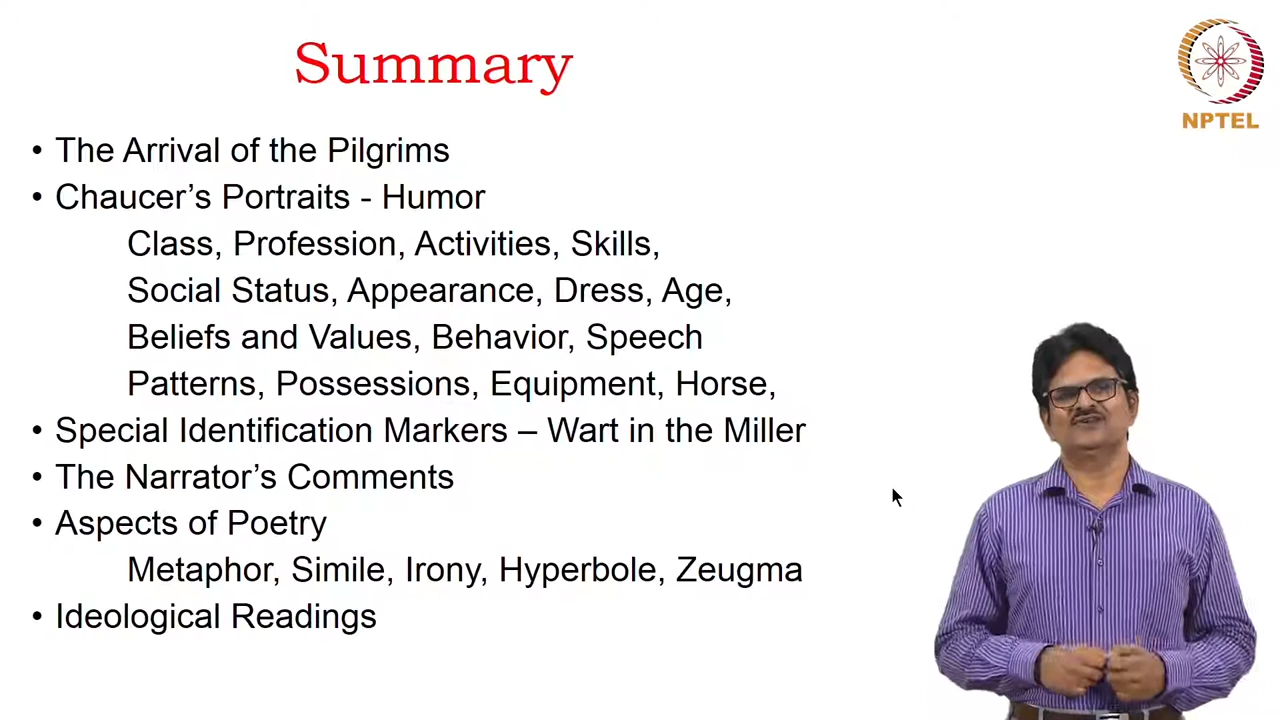 Summary
NPTEL
• The Arrival of the Pilgrims
• Chaucer’s Portraits - Humor
Class, Profession, Activities, Skills,
Social Status, Appearance, Dress, Age,
Beliefs and Values, Behavior, Speech
Patterns, Possessions, Equipment, Horse,
• Special Identification Markers – Wart in the Miller
• The Narrator’s Comments
• Aspects of Poetry
Metaphor, Simile, Irony, Hyperbole, Zeugma
• Ideological Readings